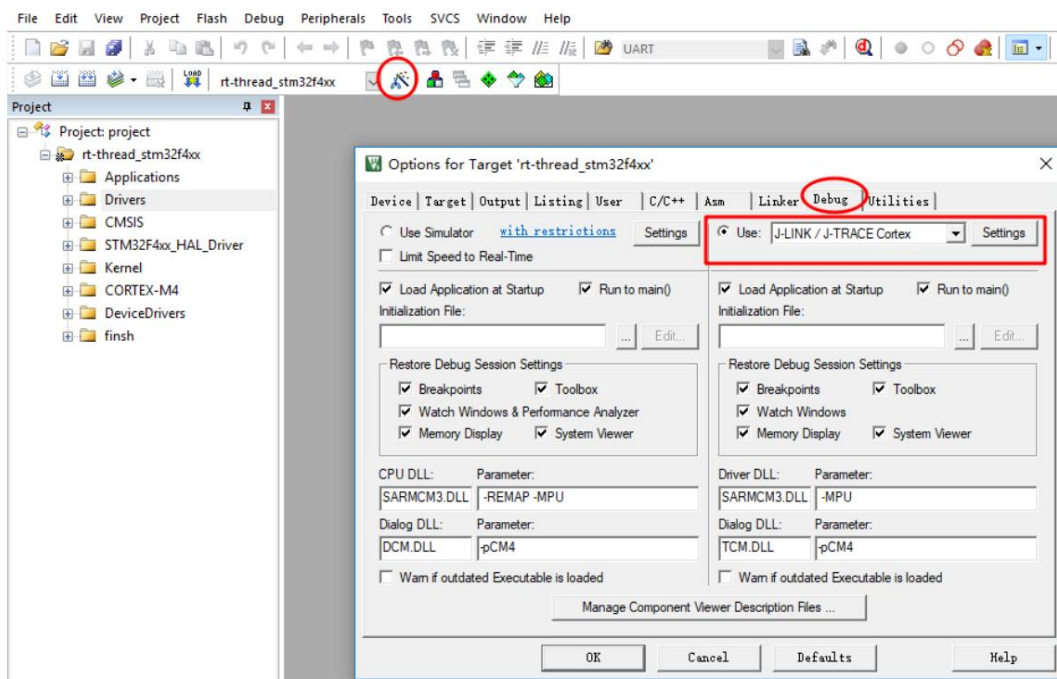 File Edit View Project Flash Debug Peripherals Tools SVCS Window Help
UART
LOAD rt-thread_stm32f4xx
Project
Project: project
rt-thread_stm32f4xx
Applications
Drivers
CMSIS
STM32F4xx_HAL_Driver
Kernel
CORTEX-M4
DeviceDrivers
finsh
Options for Target 'rt-thread_stm32f4xx'
Device Target Output Listing User C/C++ Asm Linker Debug Utilities
Use Simulator with restrictions Settings
Limit Speed to Real-Time
Load Application at Startup Run to main()
Initialization File:
... Edit...
Restore Debug Session Settings
Breakpoints Toolbox
Watch Windows & Performance Analyzer
Memory Display System Viewer
CPU DLL: Parameter:
SARMCM3.DLL -REMAP -MPU
Dialog DLL: Parameter:
DCM.DLL -pCM4
Warn if outdated Executable is loaded
Use: J-LINK / J-TRACE Cortex Settings
Load Application at Startup Run to main()
Initialization File:
... Edit...
Restore Debug Session Settings
Breakpoints Toolbox
Watch Windows
Memory Display System Viewer
Driver DLL: Parameter:
SARMCM3.DLL -MPU
Dialog DLL: Parameter:
TCM.DLL -pCM4
Warn if outdated Executable is loaded
Manage Component Viewer Description Files ...
OK Cancel Defaults Help